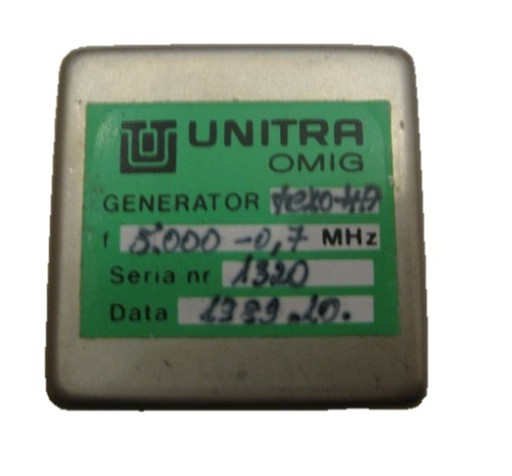 UNITRA
OMIG
GENERATOR
f 5.000 -0,7 MHz
Seria nr 1320
Data 1989.10.